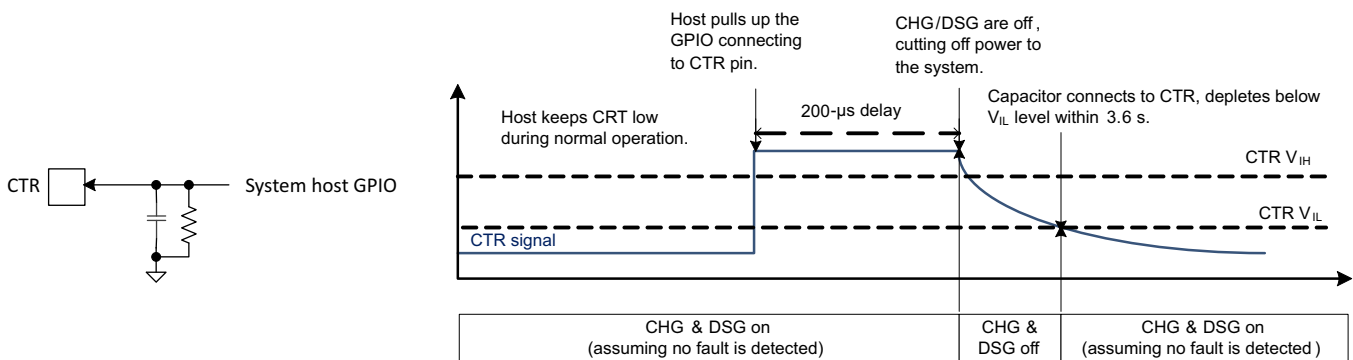 Host pulls up the
GPIO connecting
to CTR pin.
CHG/DSG are off,
cutting off power to
the system.
Host keeps CRT low
during normal operation.
200-µs delay
Capacitor connects to CTR, depletes below
VIL level within 3.6 s.
CTR VIH
CTR
System host GPIO
CTR VIL
CTR signal
CHG & DSG on
(assuming no fault is detected)
CHG &
DSG off
CHG & DSG on
(assuming no fault is detected )